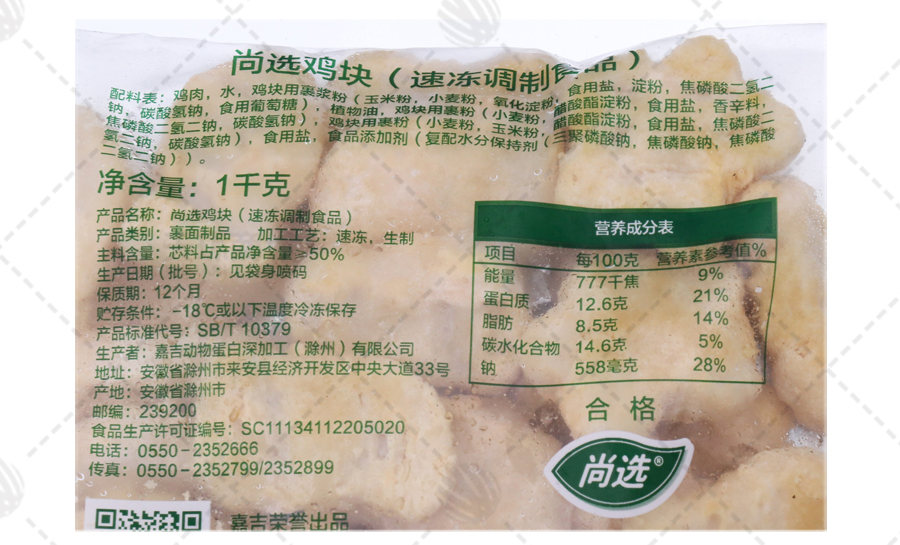 尚选鸡块（速冻调制食品）
配料表：鸡肉，水，鸡块用裹浆粉（玉米粉，小麦粉，氧化淀粉，食用盐，淀粉，焦磷酸二氢二
钠，碳酸氢钠，食用葡萄糖），植物油，鸡块用裹粉（小麦粉，醋酸酯淀粉，食用盐，香辛料，
焦磷酸二氢二钠，碳酸氢钠），鸡块用裹粉（小麦粉，玉米粉，醋酸酯淀粉，食用盐，焦磷酸二
氢二钠，碳酸氢钠），食用盐，食品添加剂（复配水分保持剂（三聚磷酸钠，焦磷酸钠，焦磷酸
二氢二钠））。
净含量：1千克
产品名称：尚选鸡块（速冻调制食品）
产品类别：裹面制品 加工工艺：速冻，生制
主料含量：芯料占产品净含量≥50%
生产日期（批号）：见袋身喷码
保质期：12个月
贮存条件：-18℃或以下温度冷冻保存
产品标准代号：SB/T 10379
生产者：嘉吉动物蛋白深加工（滁州）有限公司
地址：安徽省滁州市来安县经济开发区中央大道33号
产地：安徽省滁州市
邮编：239200
食品生产许可证编号：SC11134112205020
电话：0550-2352666
传真：0550-2352799/2352899
嘉吉荣誉出品
营养成分表
项目 每100克 营养素参考值%
能量 777千焦 9%
蛋白质 12.6克 21%
脂肪 8.5克 14%
碳水化合物 14.6克 5%
钠 558毫克 28%
合格
尚选®